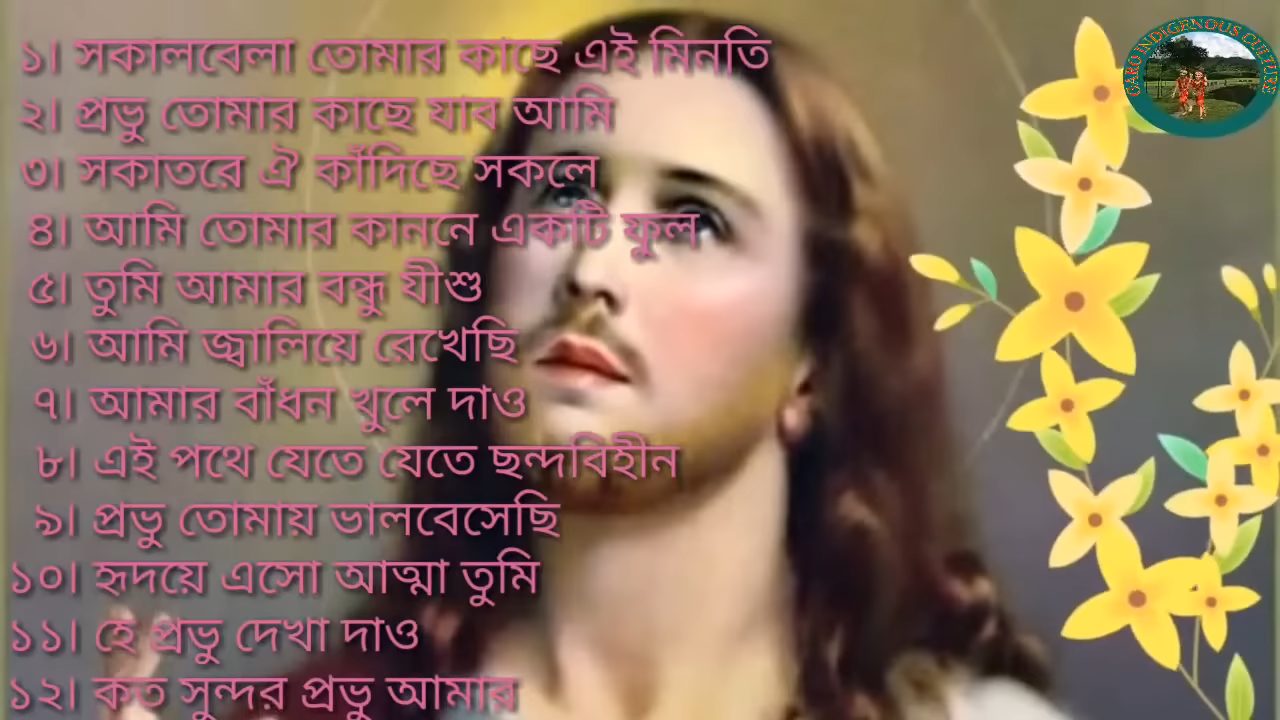 ১। সকালবেলা তোমার কাছে এই মিনতি
২। প্রভু তোমার কাছে যাব আমি
৩। সকাতরে ঐ কাঁদিছে সকলে
৪। আমি তোমার কাননে একটি ফুল
৫। তুমি আমার বন্ধু যীশু
৬। আমি জ্বালিয়ে রেখেছি
৭। আমার বাঁধন খুলে দাও
৮। এই পথে যেতে যেতে ছন্দবিহীন
৯। প্রভু তোমায় ভালবেসেছি
১০। হৃদয়ে এসো আত্মা তুমি
১১। হে প্রভু দেখা দাও
১২। কত সুন্দর প্রভু আমার
GARO INDIGENOUS CULTURE